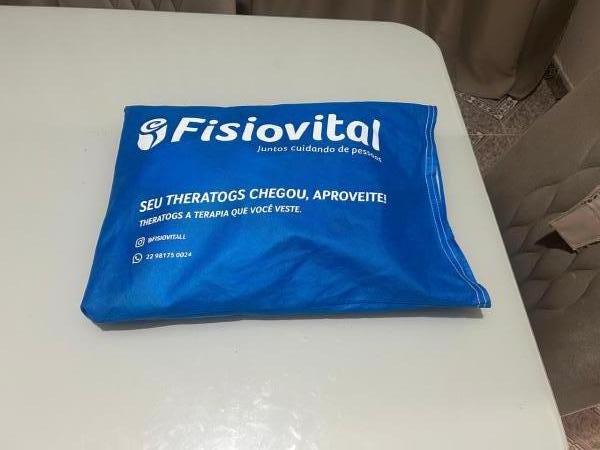 Fisiovital
Juntos cuidando de pessoas
SEU THERATOGS CHEGOU, APROVEITE!
THERATOGS A TERAPIA QUE VOCÊ VESTE.
@FISIOVITALL
22 98175 0024